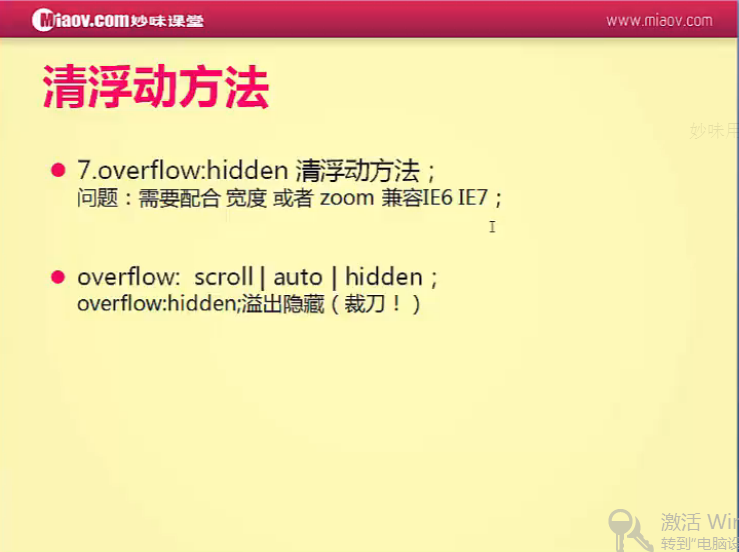 Miaov.com 妙味课堂
www.miaov.com
清浮动方法
妙味
7.overflow:hidden 清浮动方法；
问题：需要配合 宽度 或者 zoom 兼容IE6 IE7；
overflow: scroll | auto | hidden；
overflow:hidden;溢出隐藏（裁刀！）
激活 Win
转到"电脑设